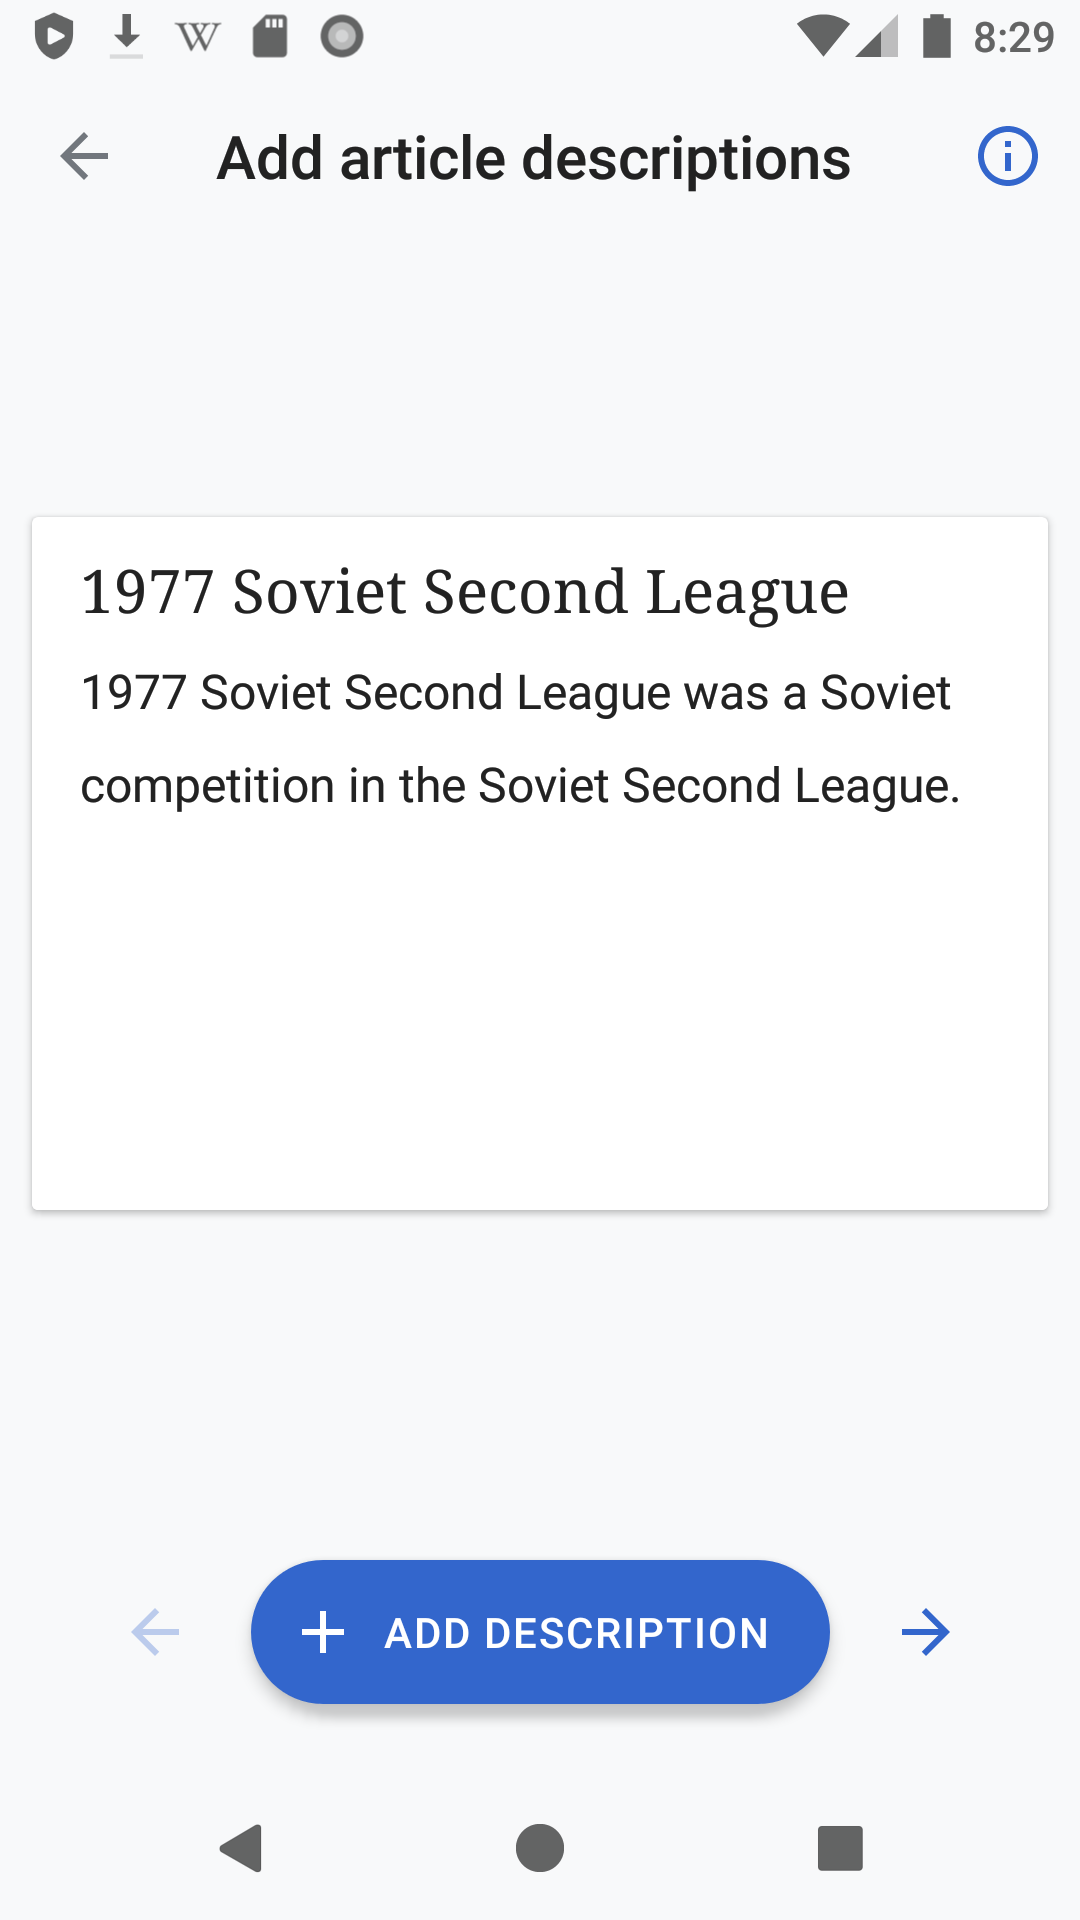 8:29
Add article descriptions
1977 Soviet Second League
1977 Soviet Second League was a Soviet
competition in the Soviet Second League.
ADD DESCRIPTION